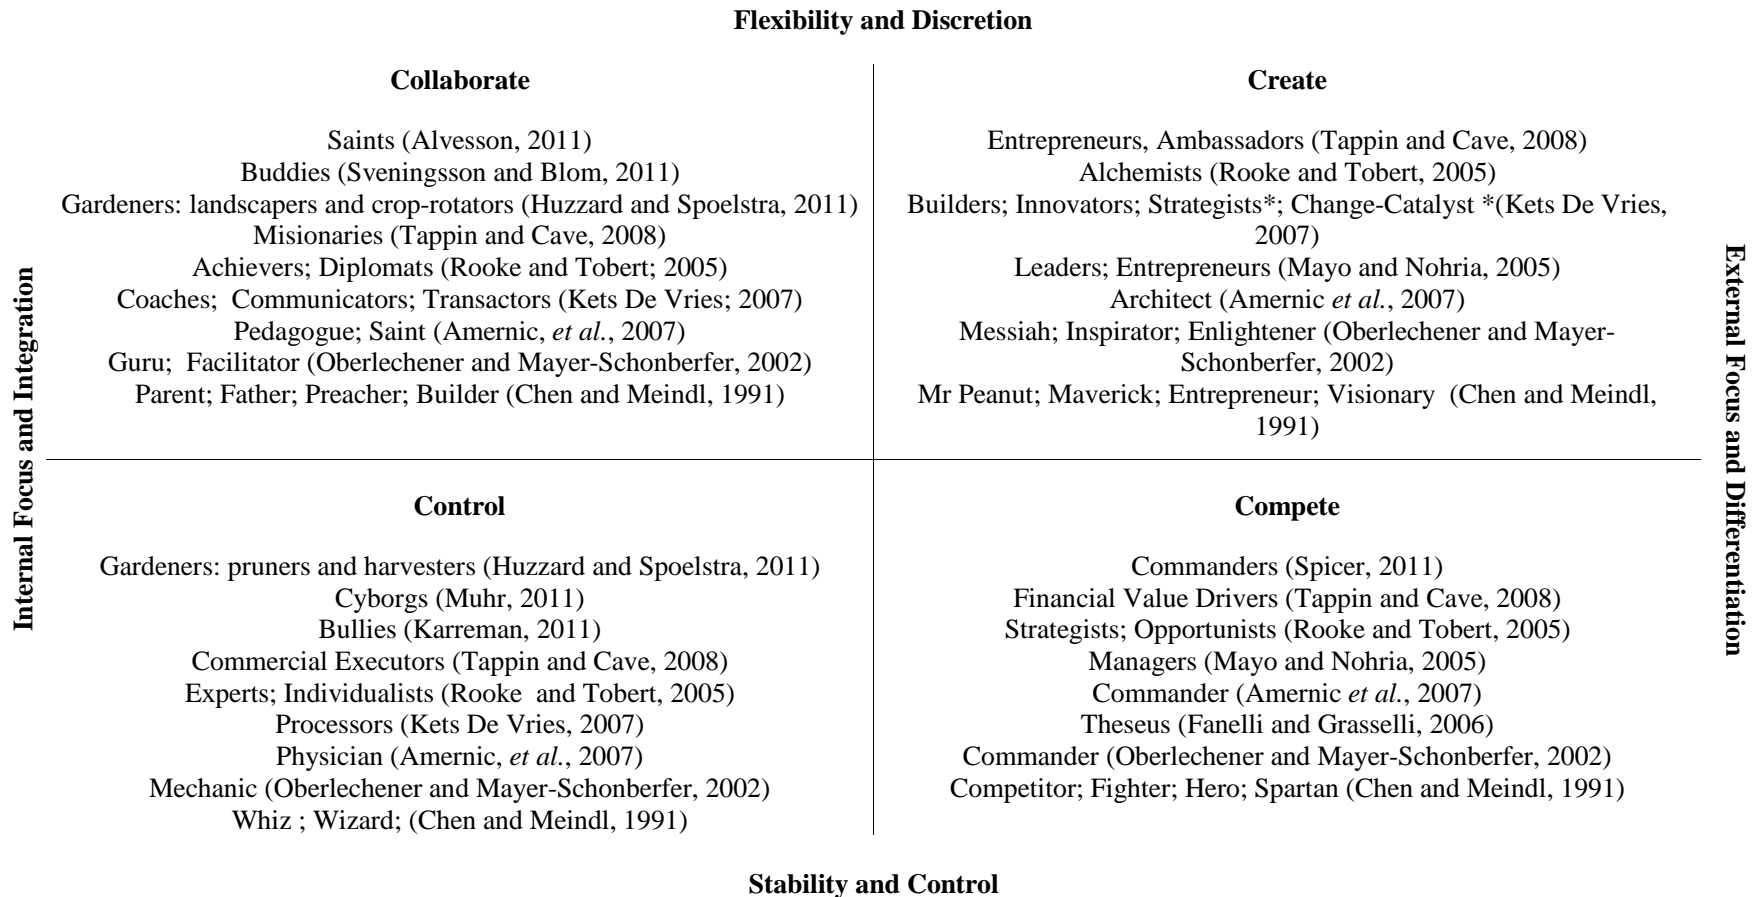 Flexibility and Discretion
Collaborate
Saints (Alvesson, 2011)
Buddies (Sveningsson and Blom, 2011)
Gardeners: landscapers and crop-rotators (Huzzard and Spoelstra, 2011)
Misionaries (Tappin and Cave, 2008)
Achievers; Diplomats (Rooke and Tobert; 2005)
Coaches;  Communicators; Transactors (Kets De Vries; 2007)
Pedagogue; Saint (Amernic, et al., 2007)
Guru;  Facilitator (Oberlechener and Mayer-Schonberfer, 2002)
Parent; Father; Preacher; Builder (Chen and Meindl, 1991)
Create
Entrepreneurs, Ambassadors (Tappin and Cave, 2008)
Alchemists (Rooke and Tobert, 2005)
Builders; Innovators; Strategists*; Change-Catalyst *(Kets De Vries,
2007)
Leaders; Entrepreneurs (Mayo and Nohria, 2005)
Architect (Amernic et al., 2007)
Messiah; Inspirator; Enlightener (Oberlechener and Mayer-
Schonberfer, 2002)
Mr Peanut; Maverick; Entrepreneur; Visionary  (Chen and Meindl,
1991)
Internal Focus and Integration
External Focus and Differentiation
Control
Gardeners: pruners and harvesters (Huzzard and Spoelstra, 2011)
Cyborgs (Muhr, 2011)
Bullies (Karreman, 2011)
Commercial Executors (Tappin and Cave, 2008)
Experts; Individualists (Rooke  and Tobert, 2005)
Processors (Kets De Vries, 2007)
Physician (Amernic, et al., 2007)
Mechanic (Oberlechener and Mayer-Schonberfer, 2002)
Whiz ; Wizard; (Chen and Meindl, 1991)
Compete
Commanders (Spicer, 2011)
Financial Value Drivers (Tappin and Cave, 2008)
Strategists; Opportunists (Rooke and Tobert, 2005)
Managers (Mayo and Nohria, 2005)
Commander (Amernic et al., 2007)
Theseus (Fanelli and Grasselli, 2006)
Commander (Oberlechener and Mayer-Schonberfer, 2002)
Competitor; Fighter; Hero; Spartan (Chen and Meindl, 1991)
Stability and Control